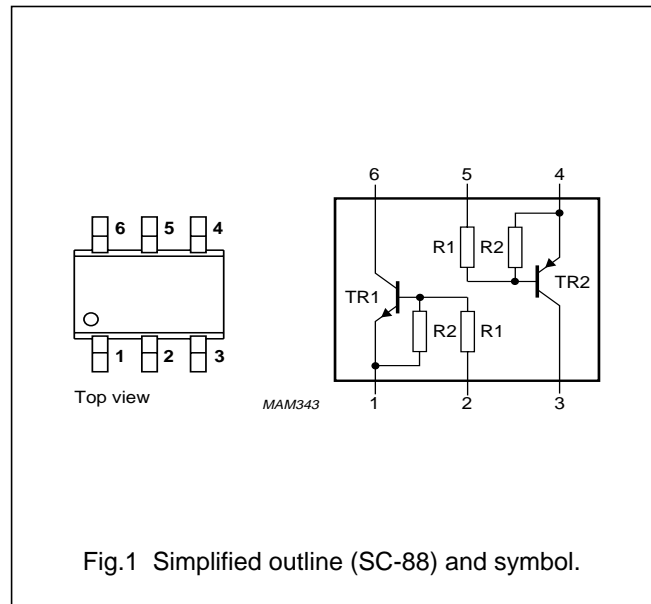 6 5 4
1 2 3
Top view
6 5 4
R1 R2
TR1 TR2
R2 R1
MAM343
1 2 3
Fig.1 Simplified outline (SC-88) and symbol.